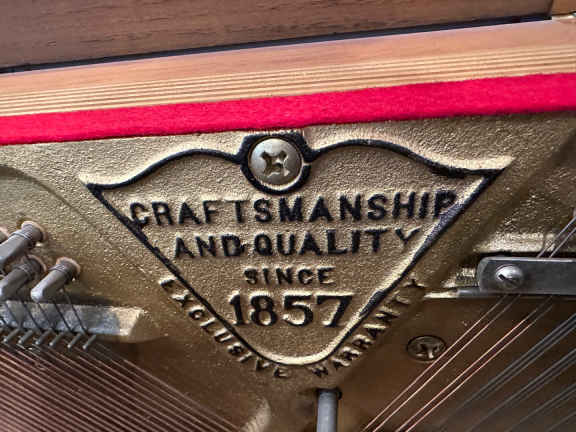 CRAFTSMANSHIP
AND QUALITY
SINCE
1857
EXCLUSIVE WARRANTY